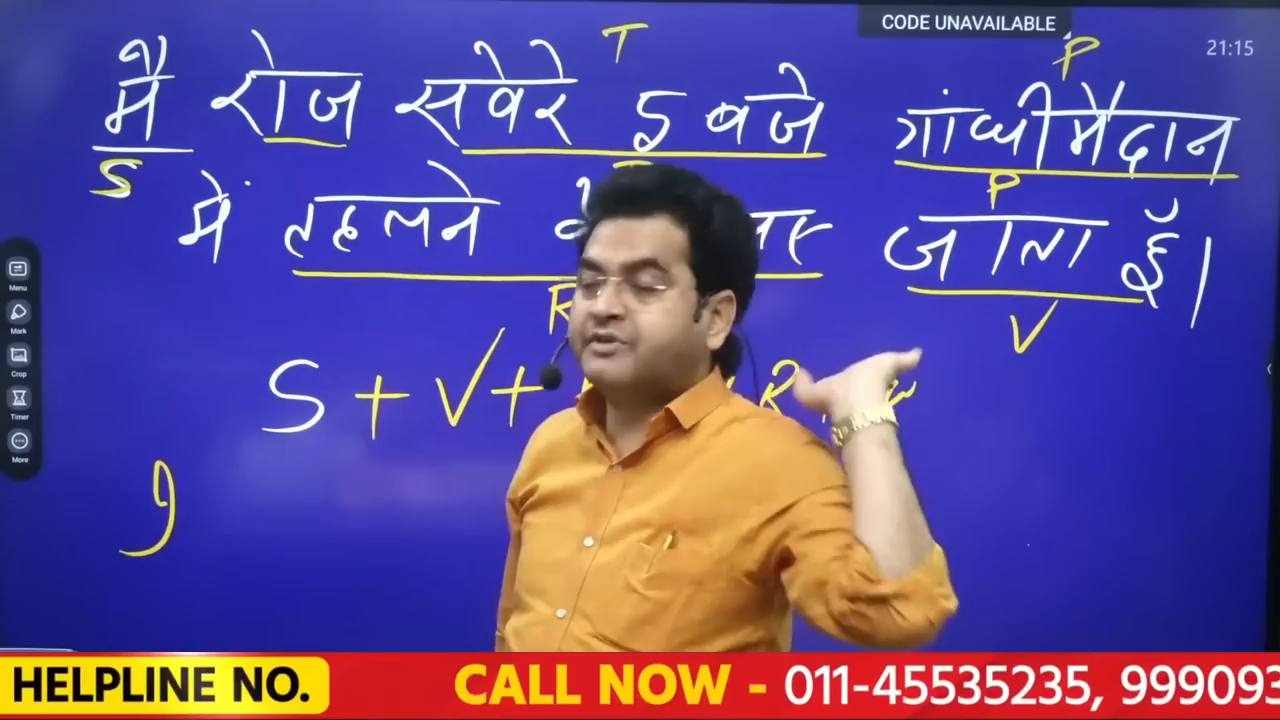 CODE UNAVAILABLE
21:15
T
P
मै रोज सवेरे 5 बजे गांधी मैदान
S
P
में टहलने जाता हूँ।
V
S + V +
I
Menu
Mark
Crop
Timer
More
HELPLINE NO. CALL NOW - 011-45535235, 999093